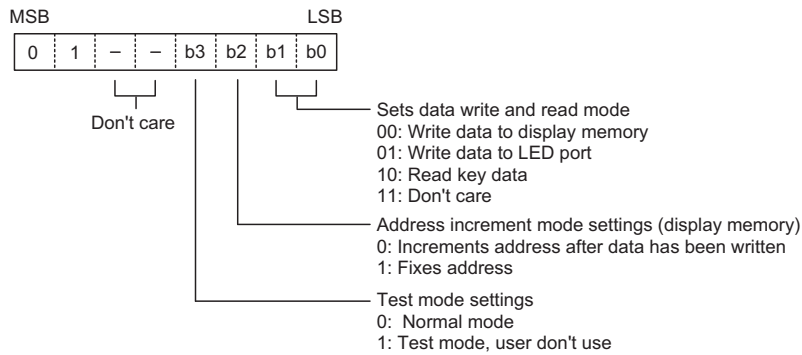 MSB LSB
0 1 – – b3 b2 b1 b0
Don't care
Sets data write and read mode
00: Write data to display memory
01: Write data to LED port
10: Read key data
11: Don't care
Address increment mode settings (display memory)
0: Increments address after data has been written
1: Fixes address
Test mode settings
0: Normal mode
1: Test mode, user don't use